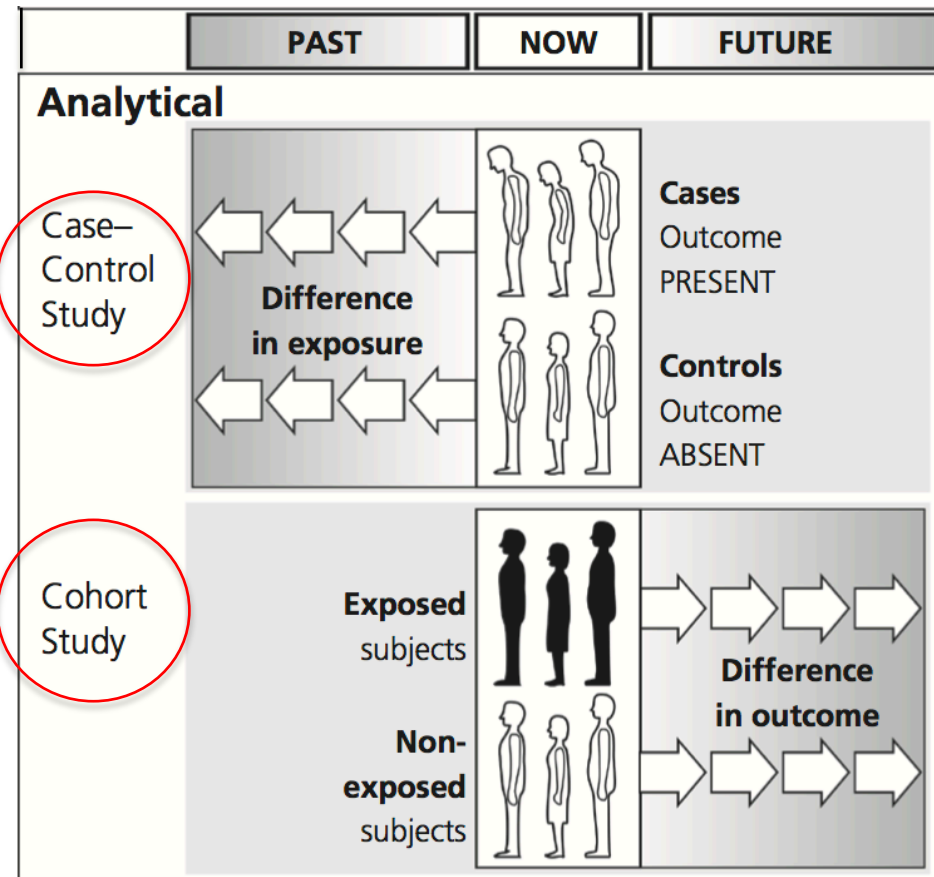 PAST
NOW
FUTURE
Analytical
Case–
Control
Study
Difference
in exposure
Cases
Outcome
PRESENT
Controls
Outcome
ABSENT
Cohort
Study
Exposed
subjects
Non-
exposed
subjects
Difference
in outcome